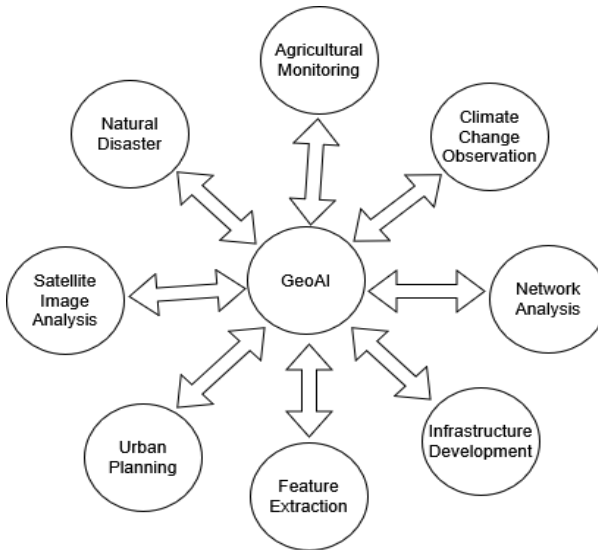 Agricultural
Monitoring
Climate
Change
Observation
Network
Analysis
Infrastructure
Development
Feature
Extraction
Urban
Planning
Satellite
Image
Analysis
Natural
Disaster
GeoAI